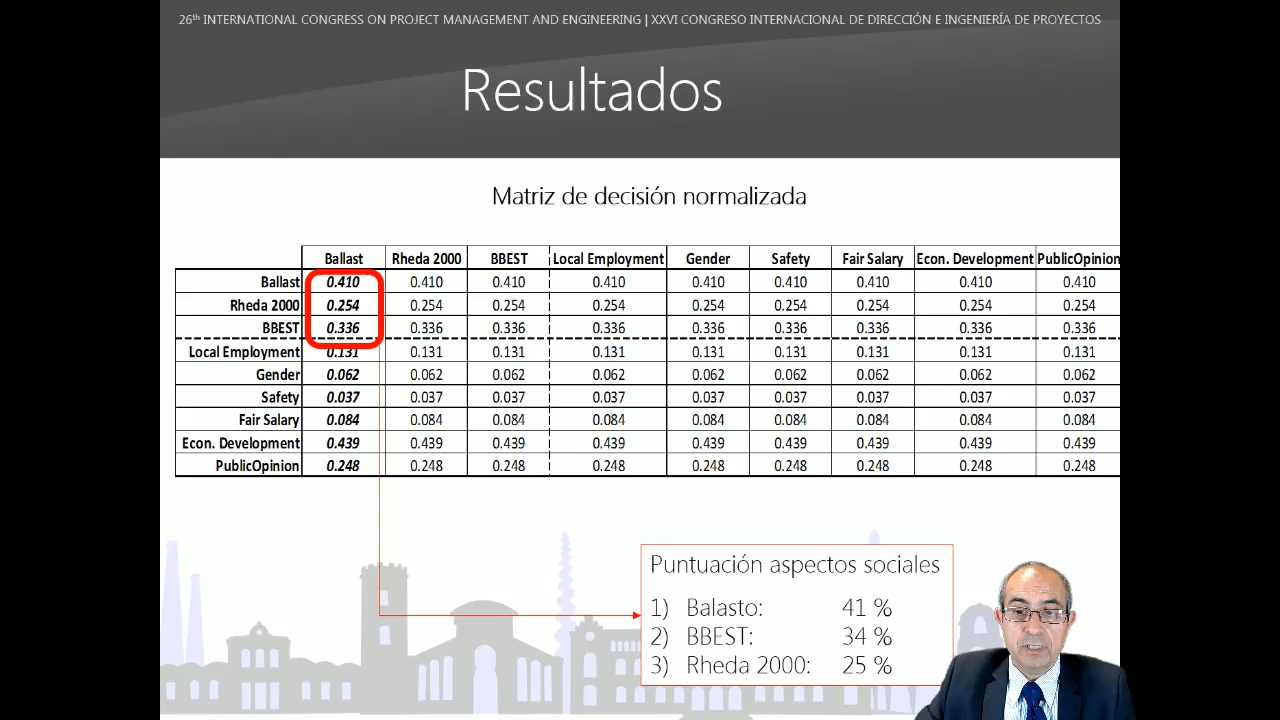 26th INTERNATIONAL CONGRESS ON PROJECT MANAGEMENT AND ENGINEERING | XXVI CONGRESO INTERNACIONAL DE DIRECCIÓN E INGENIERÍA DE PROYECTOS
Resultados
Matriz de decisión normalizada
Ballast Rheda 2000 BBEST Local Employment Gender Safety Fair Salary Econ. Development PublicOpinion
Ballast 0.410 0.410 0.410 0.410 0.410 0.410 0.410 0.410 0.410
Rheda 2000 0.254 0.254 0.254 0.254 0.254 0.254 0.254 0.254 0.254
BBEST 0.336 0.336 0.336 0.336 0.336 0.336 0.336 0.336 0.336
Local Employment 0.131 0.131 0.131 0.131 0.131 0.131 0.131 0.131 0.131
Gender 0.062 0.062 0.062 0.062 0.062 0.062 0.062 0.062 0.062
Safety 0.037 0.037 0.037 0.037 0.037 0.037 0.037 0.037 0.037
Fair Salary 0.084 0.084 0.084 0.084 0.084 0.084 0.084 0.084 0.084
Econ. Development 0.439 0.439 0.439 0.439 0.439 0.439 0.439 0.439 0.439
PublicOpinion 0.248 0.248 0.248 0.248 0.248 0.248 0.248 0.248 0.248
Puntuación aspectos sociales
1) Balasto: 41 %
2) BBEST: 34 %
3) Rheda 2000: 25 %